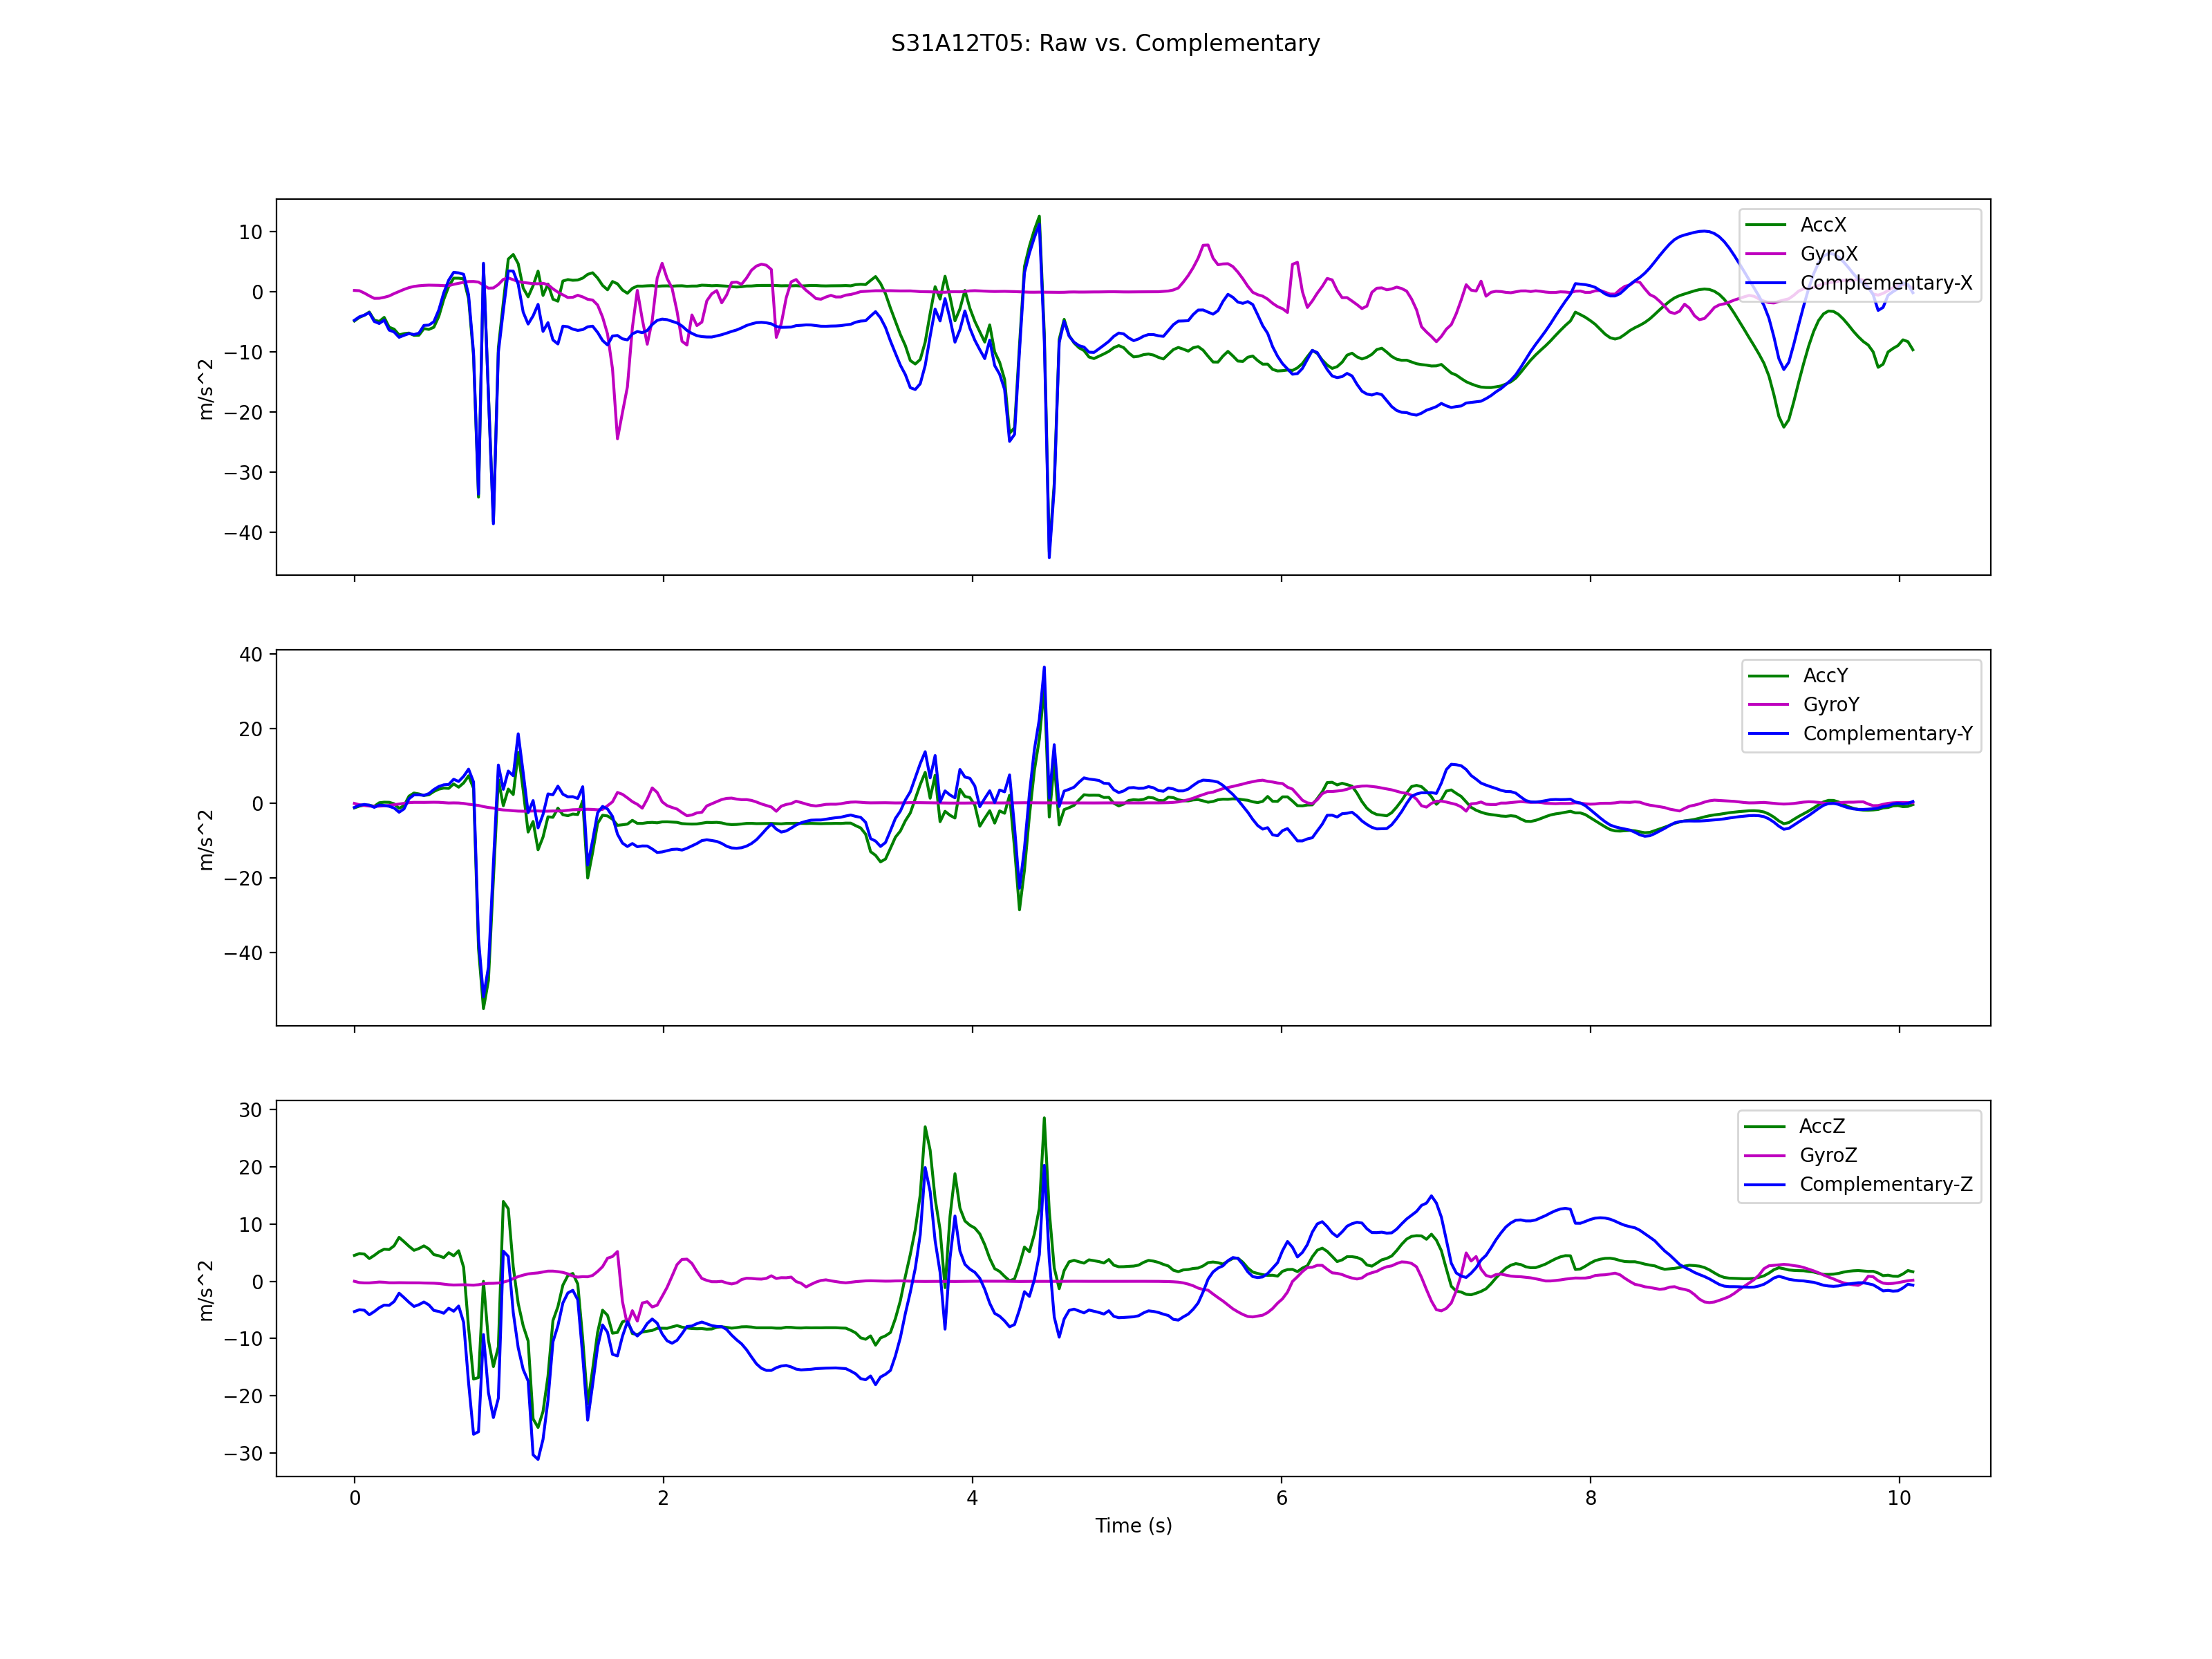 S31A12T05: Raw vs. Complementary
10
0
−10
−20
−30
−40
m/s^2
AccX
GyroX
Complementary-X
40
20
0
−20
−40
m/s^2
AccY
GyroY
Complementary-Y
30
20
10
0
−10
−20
−30
m/s^2
AccZ
GyroZ
Complementary-Z
0 2 4 6 8 10
Time (s)